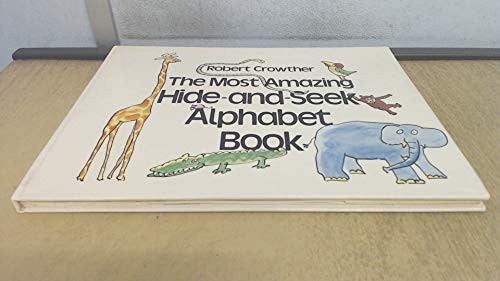 Robert Crowther
The Most Amazing
Hide-and-Seek
Alphabet
Book